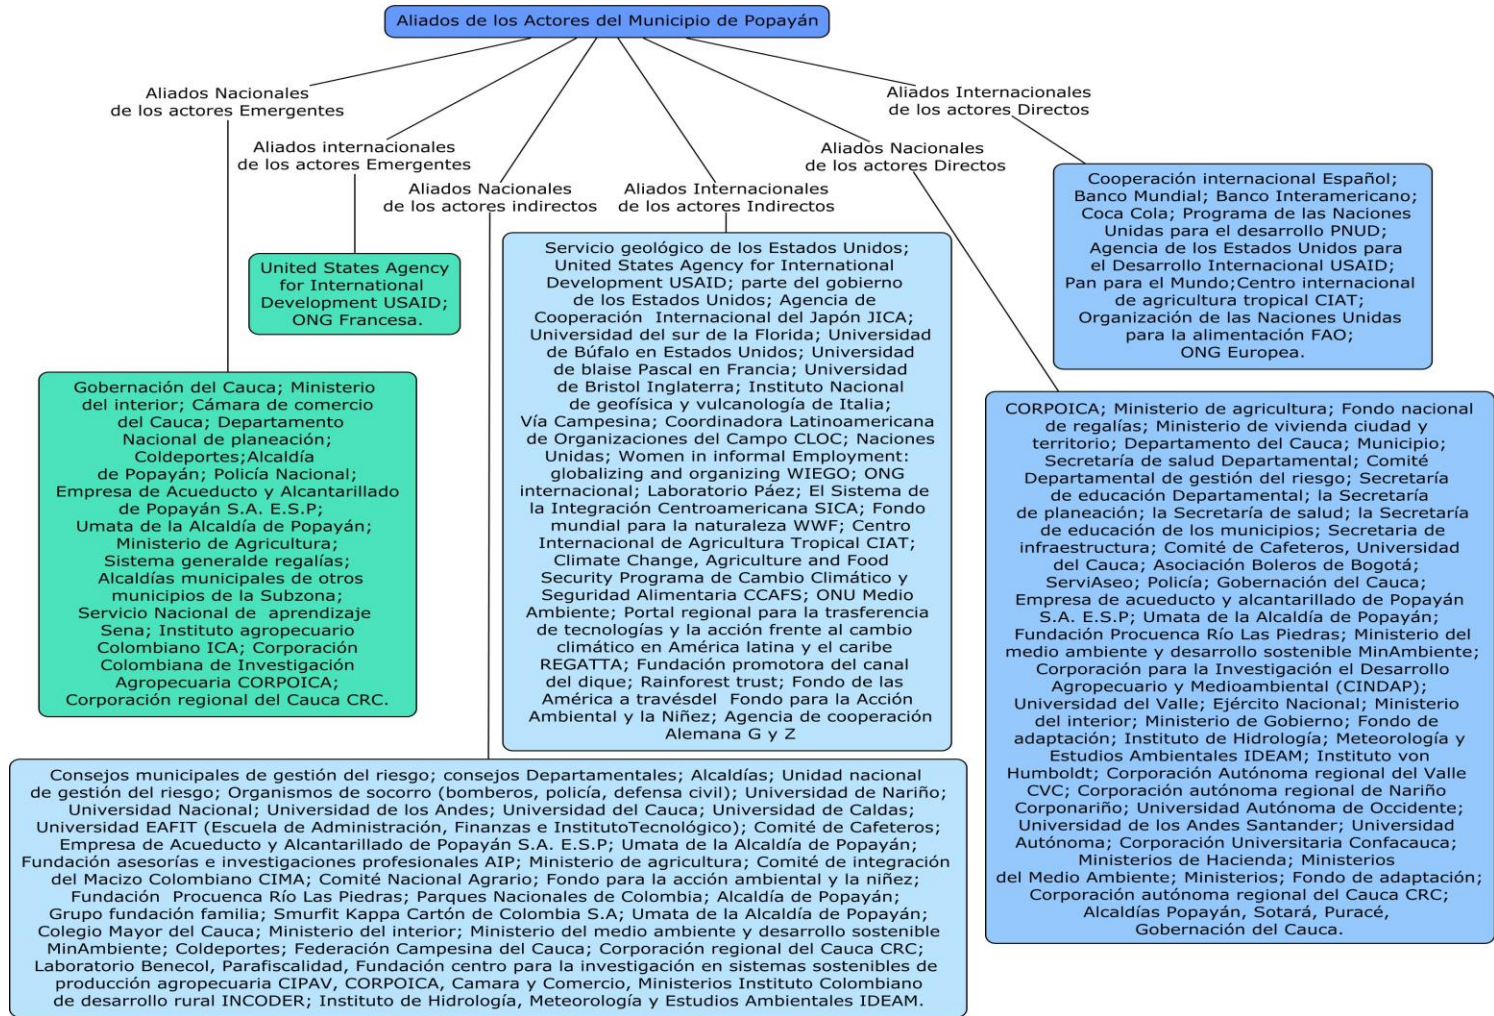 Aliados de los Actores del Municipio de Popayán
Aliados Nacionales
de los actores Emergentes
Aliados internacionales
de los actores Emergentes
Aliados Nacionales
de los actores indirectos
Aliados Internacionales
de los actores Indirectos
Aliados Nacionales
de los actores Directos
Aliados Internacionales
de los actores Directos
Gobernación del Cauca; Ministerio
del interior; Cámara de comercio
del Cauca; Departamento
Nacional de planeación;
Coldeportes;Alcaldía
de Popayán; Policía Nacional;
Empresa de Acueducto y Alcantarillado
de Popayán S.A. E.S.P;
Umata de la Alcaldía de Popayán;
Ministerio de Agricultura;
Sistema generalde regalías;
Alcaldías municipales de otros
municipios de la Subzona;
Servicio Nacional de aprendizaje
Sena; Instituto agropecuario
Colombiano ICA; Corporación
Colombiana de Investigación
Agropecuaria CORPOICA;
Corporación regional del Cauca CRC.
United States Agency
for International
Development USAID;
ONG Francesa.
Consejos municipales de gestión del riesgo; consejos Departamentales; Alcaldías; Unidad nacional
de gestión del riesgo; Organismos de socorro (bomberos, policía, defensa civil); Universidad de Nariño;
Universidad Nacional; Universidad de los Andes; Universidad del Cauca; Universidad de Caldas;
Universidad EAFIT (Escuela de Administración, Finanzas e InstitutoTecnológico); Comité de Cafeteros;
Empresa de Acueducto y Alcantarillado de Popayán S.A. E.S.P; Umata de la Alcaldía de Popayán;
Fundación asesorías e investigaciones profesionales AIP; Ministerio de agricultura; Comité de integración
del Macizo Colombiano CIMA; Comité Nacional Agrario; Fondo para la acción ambiental y la niñez;
Fundación Procuenca Río Las Piedras; Parques Nacionales de Colombia; Alcaldía de Popayán;
Grupo fundación familia; Smurfit Kappa Cartón de Colombia S.A; Umata de la Alcaldía de Popayán;
Colegio Mayor del Cauca; Ministerio del interior; Ministerio del medio ambiente y desarrollo sostenible
MinAmbiente; Coldeportes; Federación Campesina del Cauca; Corporación regional del Cauca CRC;
Laboratorio Benecol, Parafiscalidad, Fundación centro para la investigación en sistemas sostenibles de
producción agropecuaria CIPAV, CORPOICA, Camara y Comercio, Ministerios Instituto Colombiano
de desarrollo rural INCODER; Instituto de Hidrología, Meteorología y Estudios Ambientales IDEAM.
Servicio geológico de los Estados Unidos;
United States Agency for International
Development USAID; parte del gobierno
de los Estados Unidos; Agencia de
Cooperación Internacional del Japón JICA;
Universidad del sur de la Florida; Universidad
de Búfalo en Estados Unidos; Universidad
de blaise Pascal en Francia; Universidad
de Bristol Inglaterra; Instituto Nacional
de geofísica y vulcanología de Italia;
Vía Campesina; Coordinadora Latinoamericana
de Organizaciones del Campo CLOC; Naciones
Unidas; Women in informal Employment:
globalizing and organizing WIEGO; ONG
internacional; Laboratorio Páez; El Sistema de
la Integración Centroamericana SICA; Fondo
mundial para la naturaleza WWF; Centro
Internacional de Agricultura Tropical CIAT;
Climate Change, Agriculture and Food
Security Programa de Cambio Climático y
Seguridad Alimentaria CCAFS; ONU Medio
Ambiente; Portal regional para la trasferencia
de tecnologías y la acción frente al cambio
climático en América latina y el caribe
REGATTA; Fundación promotora del canal
del dique; Rainforest trust; Fondo de las
América a travésdel Fondo para la Acción
Ambiental y la Niñez; Agencia de cooperación
Alemana G y Z
CORPOICA; Ministerio de agricultura; Fondo nacional
de regalías; Ministerio de vivienda ciudad y
territorio; Departamento del Cauca; Municipio;
Secretaría de salud Departamental; Comité
Departamental de gestión del riesgo; Secretaría
de educación Departamental; la Secretaría
de planeación; la Secretaría de salud; la Secretaría
de educación de los municipios; Secretaria de
infraestructura; Comité de Cafeteros, Universidad
del Cauca; Asociación Boleros de Bogotá;
ServiAseo; Policía; Gobernación del Cauca;
Empresa de acueducto y alcantarillado de Popayán
S.A. E.S.P; Umata de la Alcaldía de Popayán;
Fundación Procuenca Río Las Piedras; Ministerio del
medio ambiente y desarrollo sostenible MinAmbiente;
Corporación para la Investigación el Desarrollo
Agropecuario y Medioambiental (CINDAP);
Universidad del Valle; Ejército Nacional; Ministerio
del interior; Ministerio de Gobierno; Fondo de
adaptación; Instituto de Hidrología; Meteorología y
Estudios Ambientales IDEAM; Instituto von
Humboldt; Corporación Autónoma regional del Valle
CVC; Corporación autónoma regional de Nariño
Corponariño; Universidad Autónoma de Occidente;
Universidad de los Andes Santander; Universidad
Autónoma; Corporación Universitaria Confacauca;
Ministerios de Hacienda; Ministerios
del Medio Ambiente; Ministerios; Fondo de adaptación;
Corporación autónoma regional del Cauca CRC;
Alcaldías Popayán, Sotará, Puracé,
Gobernación del Cauca.
Cooperación internacional Español;
Banco Mundial; Banco Interamericano;
Coca Cola; Programa de las Naciones
Unidas para el desarrollo PNUD;
Agencia de los Estados Unidos para
el Desarrollo Internacional USAID;
Pan para el Mundo;Centro internacional
de agricultura tropical CIAT;
Organización de las Naciones Unidas
para la alimentación FAO;
ONG Europea.